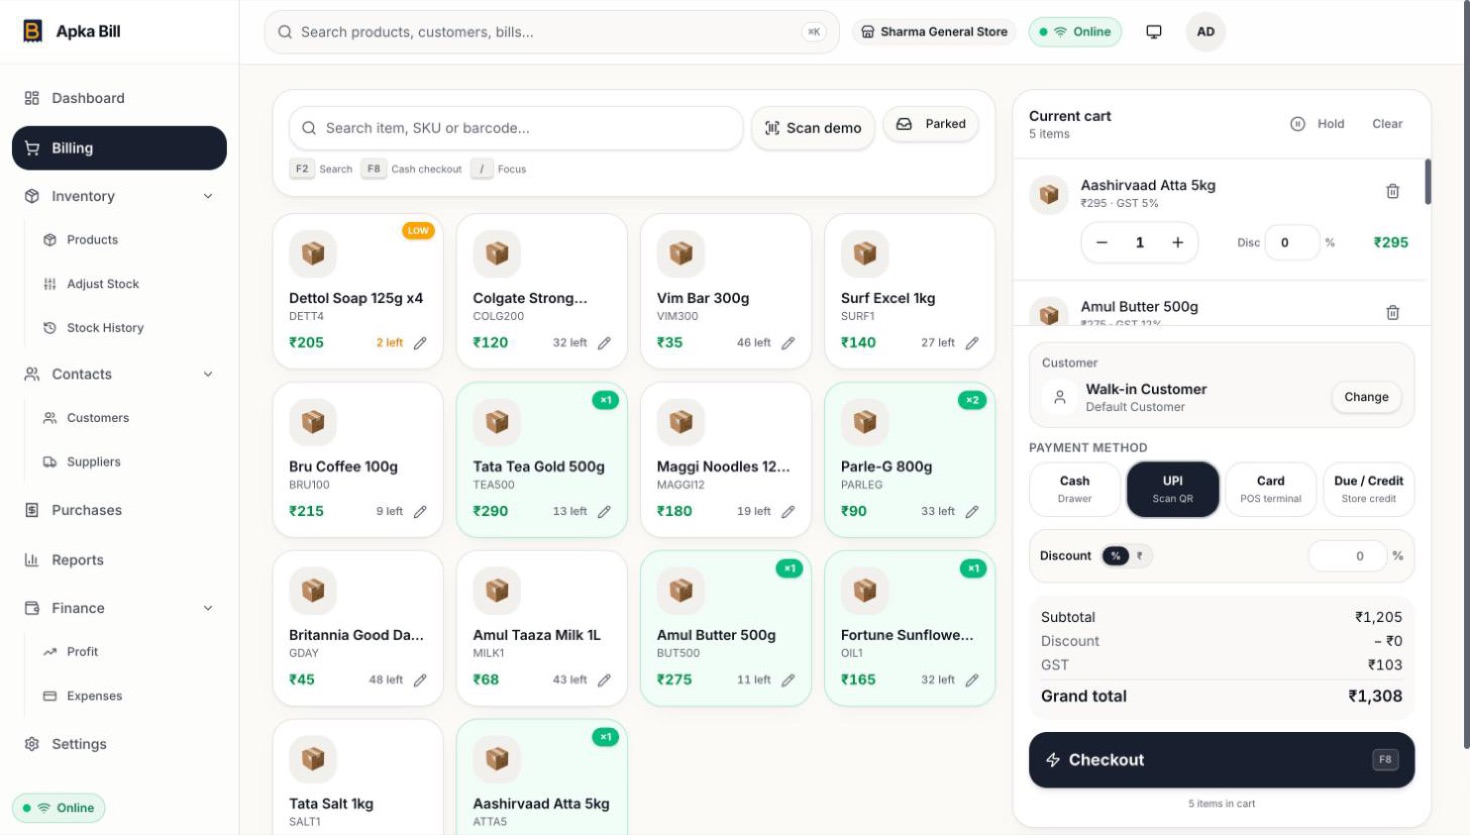 Apka Bill
Search products, customers, bills...
⌘K
Sharma General Store
Online
AD
Dashboard
Billing
Inventory
Products
Adjust Stock
Stock History
Contacts
Customers
Suppliers
Purchases
Reports
Finance
Profit
Expenses
Settings
Online
Search item, SKU or barcode...
Scan demo
Parked
F2 Search F8 Cash checkout / Focus
LOW
Dettol Soap 125g x4
DETT4
₹205 2 left
Colgate Strong...
COLG200
₹120 32 left
Vim Bar 300g
VIM300
₹35 46 left
Surf Excel 1kg
SURF1
₹140 27 left
Bru Coffee 100g
BRU100
₹215 9 left
×1
Tata Tea Gold 500g
TEA500
₹290 13 left
Maggi Noodles 12...
MAGGI12
₹180 19 left
×2
Parle-G 800g
PARLEG
₹90 33 left
Britannia Good Da...
GDAY
₹45 48 left
Amul Taaza Milk 1L
MILK1
₹68 43 left
×1
Amul Butter 500g
BUT500
₹275 11 left
×1
Fortune Sunflowe...
OIL1
₹165 32 left
Tata Salt 1kg
SALT1
×1
Aashirvaad Atta 5kg
ATTA5
Current cart
5 items
Hold
Clear
Aashirvaad Atta 5kg
₹295 · GST 5%
− 1 +
Disc 0 %
₹295
Amul Butter 500g
₹275 · GST 12%
Customer
Walk-in Customer
Default Customer
Change
PAYMENT METHOD
Cash
Drawer
UPI
Scan QR
Card
POS terminal
Due / Credit
Store credit
Discount % ₹ 0 %
Subtotal ₹1,205
Discount – ₹0
GST ₹103
Grand total ₹1,308
Checkout F8
5 items in cart